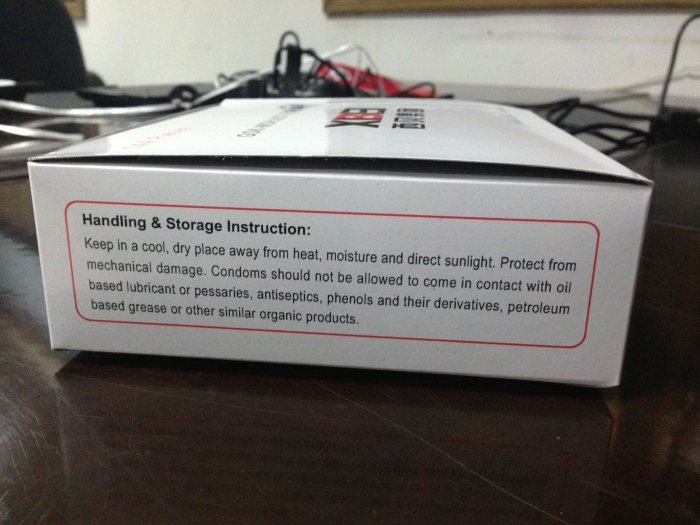 Handling & Storage Instruction:
Keep in a cool, dry place away from heat, moisture and direct sunlight. Protect from
mechanical damage. Condoms should not be allowed to come in contact with oil
based lubricant or pessaries, antiseptics, phenols and their derivatives, petroleum
based grease or other similar organic products.